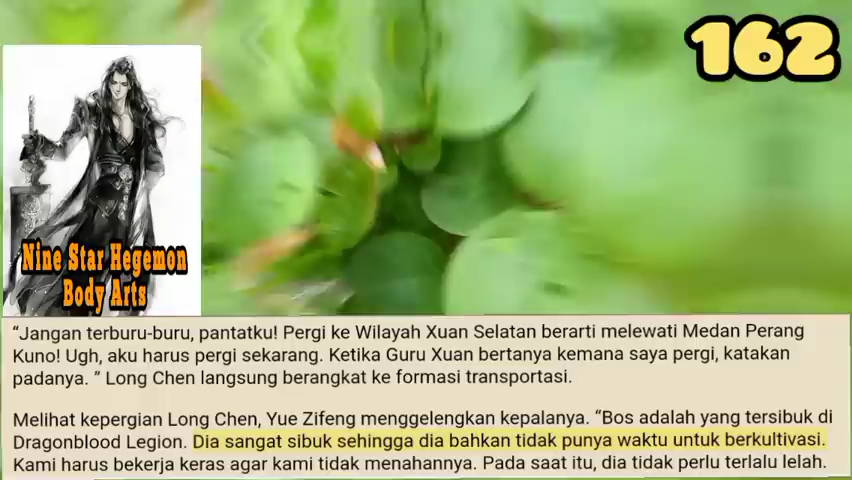 162
Nine Star Hegemon
Body Arts
“Jangan terburu-buru, pantatku! Pergi ke Wilayah Xuan Selatan berarti melewati Medan Perang
Kuno! Ugh, aku harus pergi sekarang. Ketika Guru Xuan bertanya kemana saya pergi, katakan
padanya. ” Long Chen langsung berangkat ke formasi transportasi.
Melihat kepergian Long Chen, Yue Zifeng menggelengkan kepalanya. “Bos adalah yang tersibuk di
Dragonblood Legion. Dia sangat sibuk sehingga dia bahkan tidak punya waktu untuk berkultivasi.
Kami harus bekerja keras agar kami tidak menahannya. Pada saat itu, dia tidak perlu terlalu lelah.